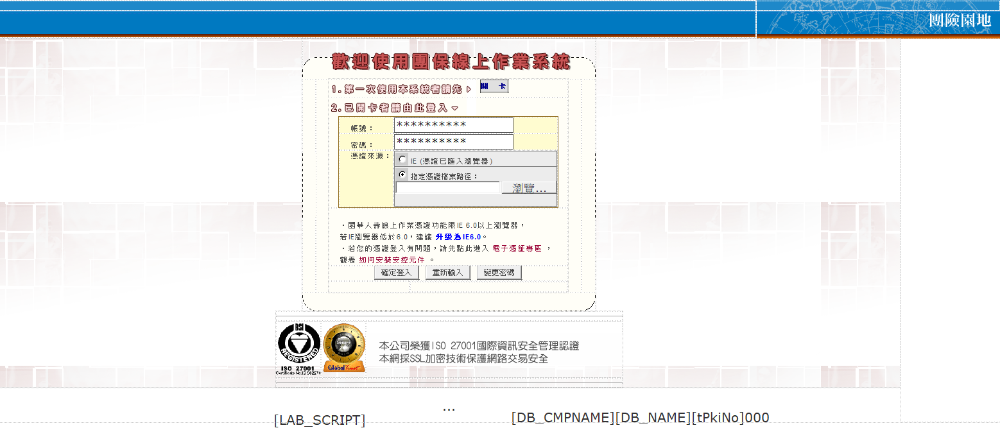 團險園地
歡迎使用團保線上作業系統
1.第一次使用本系統者請先 開 卡
2.已開卡者請由此登入
帳號： **********
密碼： **********
憑證來源： IE (憑證已匯入瀏覽器)
指定憑證檔案路徑：
瀏覽...
‧國華人壽線上作業憑證功能限IE 6.0以上瀏覽器，
若IE瀏覽器低於6.0，建議 升級為IE6.0。
‧若您的憑證登入有問題，請先點此進入 電子憑証專區 ，
觀看 如何安裝安控元件 。
確定登入 重新輸入 變更密碼
BSI
REGISTERED
ISO 27001
Certificate No.IS 502274
Secure
GlobalTrust
本公司榮獲ISO 27001國際資訊安全管理認證
本網採SSL加密技術保護網路交易安全
...
[LAB_SCRIPT] [DB_CMPNAME][DB_NAME][tPkiNo]000